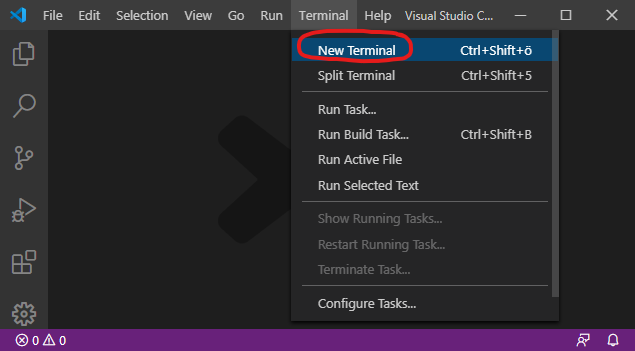 File Edit Selection View Go Run Terminal Help Visual Studio C...
New Terminal Ctrl+Shift+ö
Split Terminal Ctrl+Shift+5
Run Task...
Run Build Task... Ctrl+Shift+B
Run Active File
Run Selected Text
Show Running Tasks...
Restart Running Task...
Terminate Task...
Configure Tasks...
0 0